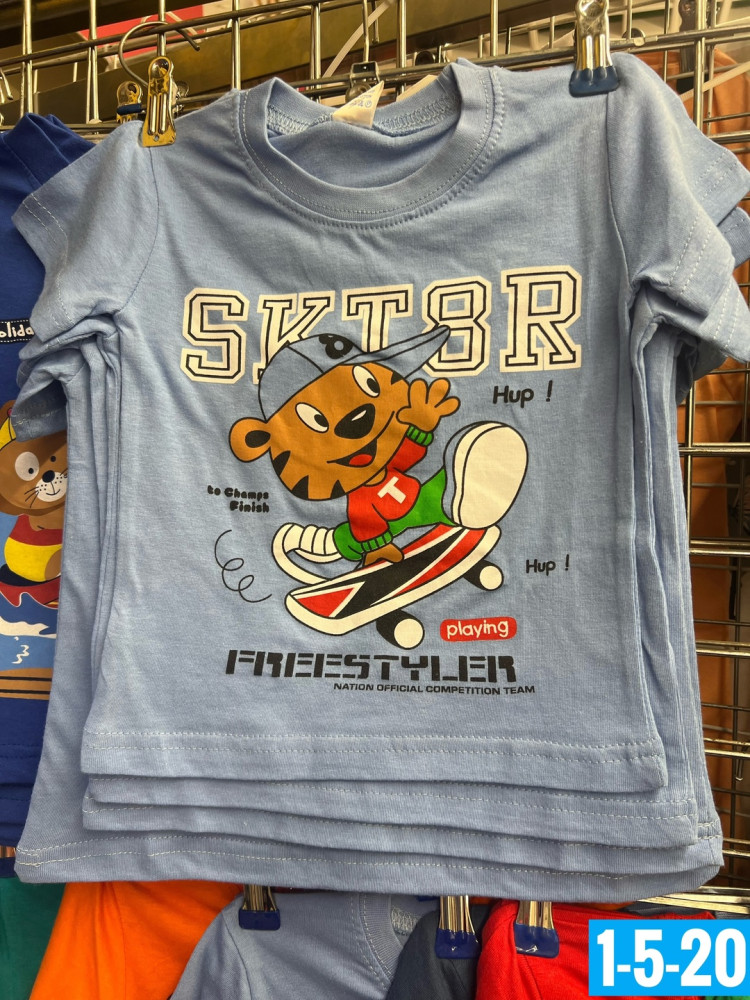 SKT8R
Hup !
to Champs
Finish
T
Hup !
playing
FREESTYLER
NATION OFFICIAL COMPETITION TEAM
1-5-20